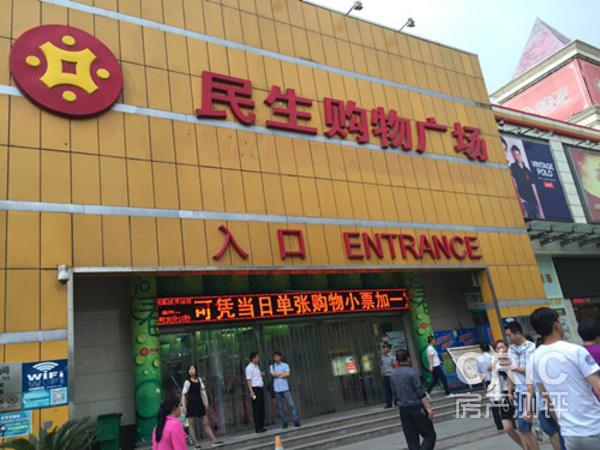 民生购物广场
入口 ENTRANCE
可凭当日单张购物小票加一
VINTAGE
POLO
WiFi
CRIC
房产测评